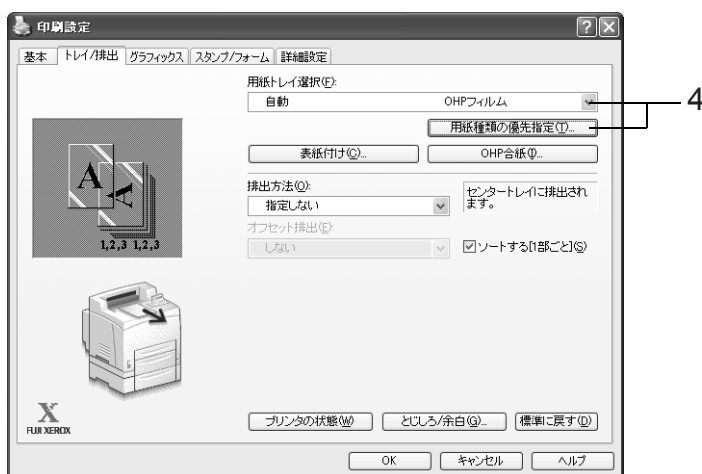 印刷設定
基本 トレイ/排出 グラフィックス スタンプ/フォーム 詳細設定
用紙トレイ選択(F):
自動 OHPフィルム
4
用紙種類の優先指定(T)...
表紙付け(C)... OHP合紙(I)...
排出方法(O):
指定しない
センタートレイに排出されます。
オフセット排出(E):
しない
ソートする[1部ごと](S)
A A
1,2,3 1,2,3
X
FUJI XEROX
プリンタの状態(W) とじしろ/余白(G)... 標準に戻す(D)
OK キャンセル ヘルプ